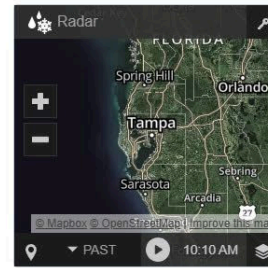 Radar
FLORIDA
Spring Hill
Orlando
Tampa
Sebring
Sarasota
Arcadia
27
© Mapbox © OpenStreetMap | Improve this ma
PAST 10:10 AM